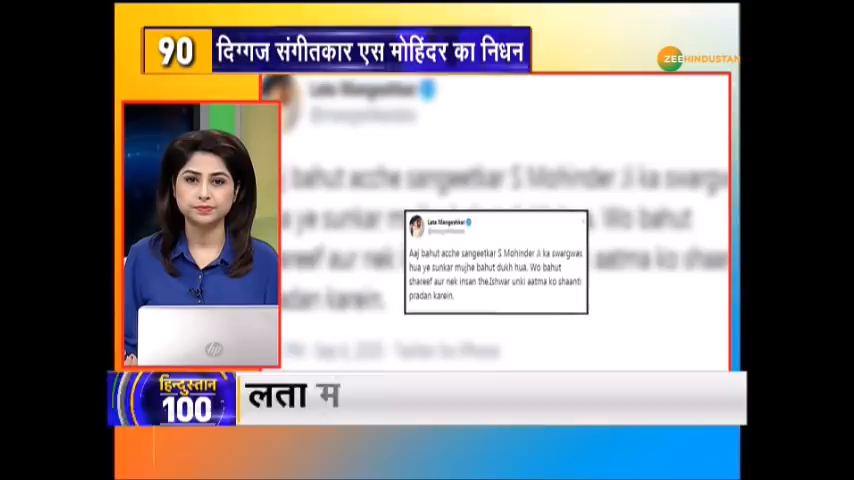 90 दिग्गज संगीतकार एस मोहिंदर का निधन
ZEE HINDUSTAN
Lata Mangeshkar
Aaj bahut acche sangeetkar S Mohinder Ji ka swargwas
hua ye sunkar mujhe bahut dukh hua. Wo bahut
shareef aur nek insan the.Ishwar unki aatma ko shaanti
pradan karein.
hp
हिन्दुस्तान
100
लता म